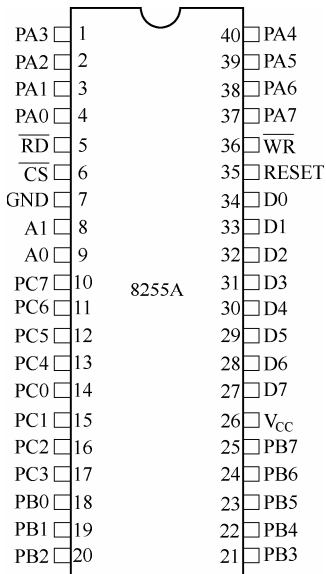 PA3 1 40 PA4
PA2 2 39 PA5
PA1 3 38 PA6
PA0 4 37 PA7
R̅D̅ 5 36 W̅R̅
C̅S̅ 6 35 RESET
GND 7 34 D0
A1 8 33 D1
A0 9 32 D2
PC7 10 31 D3
8255A
PC6 11 30 D4
PC5 12 29 D5
PC4 13 28 D6
PC0 14 27 D7
PC1 15 26 VCC
PC2 16 25 PB7
PC3 17 24 PB6
PB0 18 23 PB5
PB1 19 22 PB4
PB2 20 21 PB3